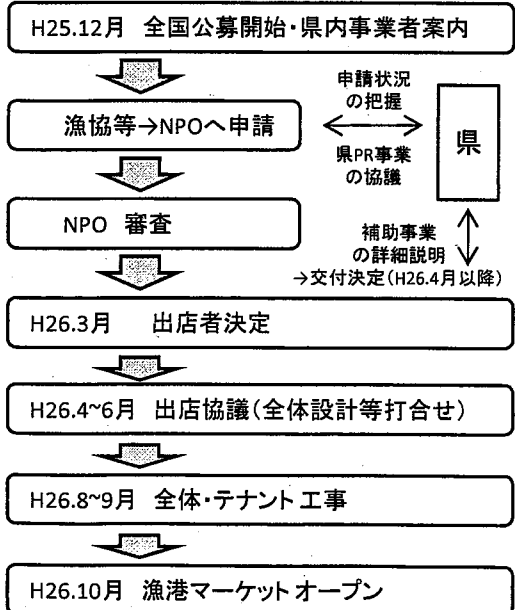 H25.12月 全国公募開始・県内事業者案内
漁協等→NPOへ申請
申請状況
の把握
県PR事業
の協議
県
NPO 審査
補助事業
の詳細説明
→交付決定(H26.4月以降)
H26.3月 出店者決定
H26.4~6月 出店協議(全体設計等打合せ)
H26.8~9月 全体・テナント工事
H26.10月 漁港マーケットオープン